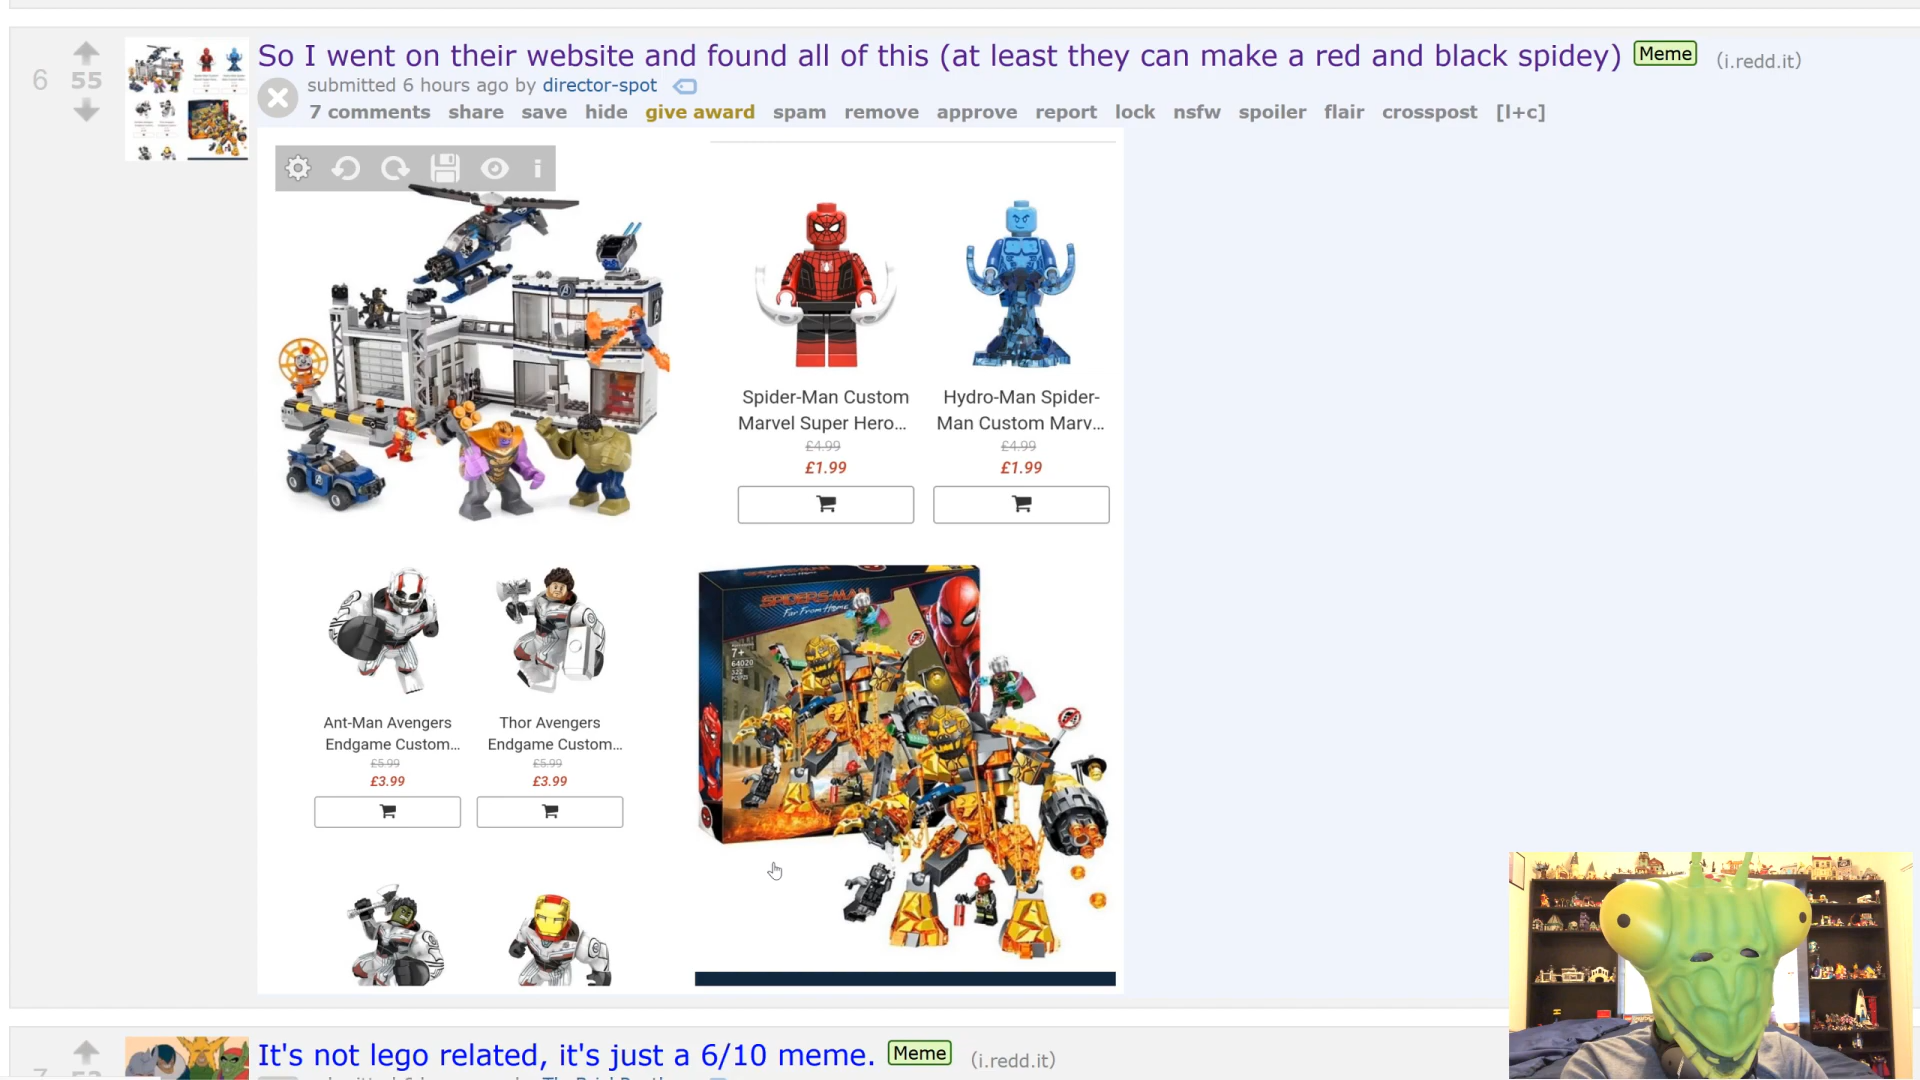 6
55
So I went on their website and found all of this (at least they can make a red and black spidey) Meme (i.redd.it)
submitted 6 hours ago by director-spot
7 comments share save hide give award spam remove approve report lock nsfw spoiler flair crosspost [l+c]
Spider-Man Custom
Marvel Super Hero...
£4.99
£1.99
Hydro-Man Spider-
Man Custom Marv...
£4.99
£1.99
Ant-Man Avengers
Endgame Custom...
£5.99
£3.99
Thor Avengers
Endgame Custom...
£5.99
£3.99
SPIDERS-MAN
Far From Home
7+
64020
It's not lego related, it's just a 6/10 meme. Meme (i.redd.it)